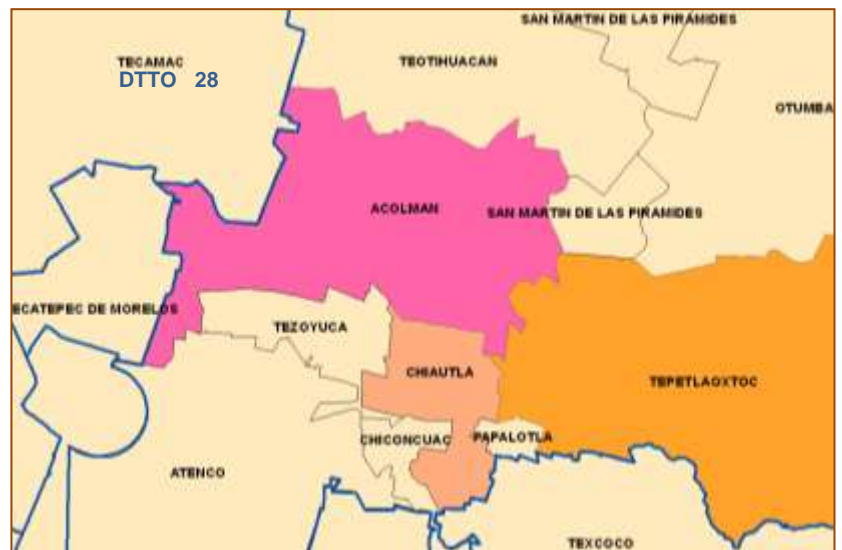 SAN MARTIN DE LAS PIRAMIDES
TECAMAC
DTTO 28
TEOTIHUACAN
OTUMBA
ACOLMAN
SAN MARTIN DE LAS PIRAMIDES
ECATEPEC DE MORELOS
TEZOYUCA
CHIAUTLA
TEPETLAOXTOC
CHICONCUAC
PAPALOTLA
ATENCO
TEXCOCO